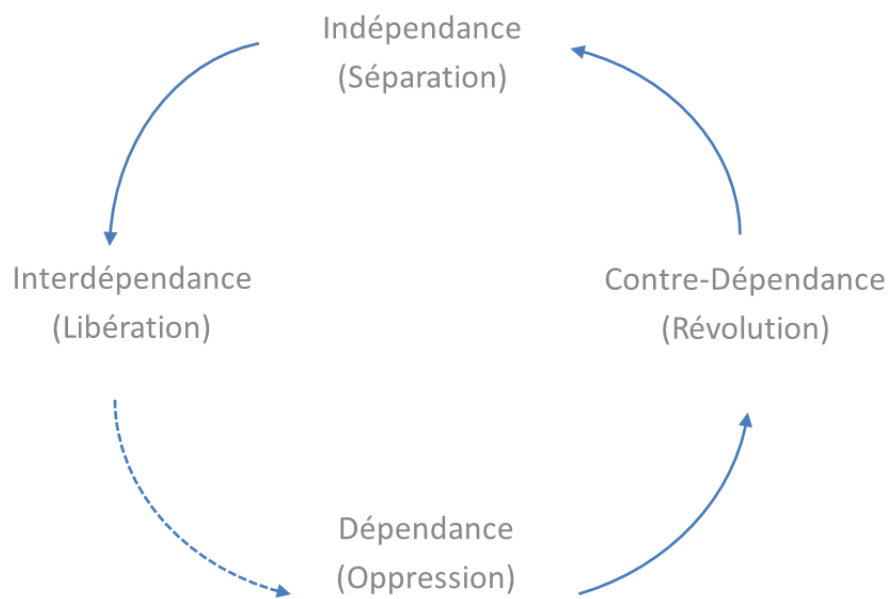 Indépendance
(Séparation)
Interdépendance
(Libération)
Contre-Dépendance
(Révolution)
Dépendance
(Oppression)